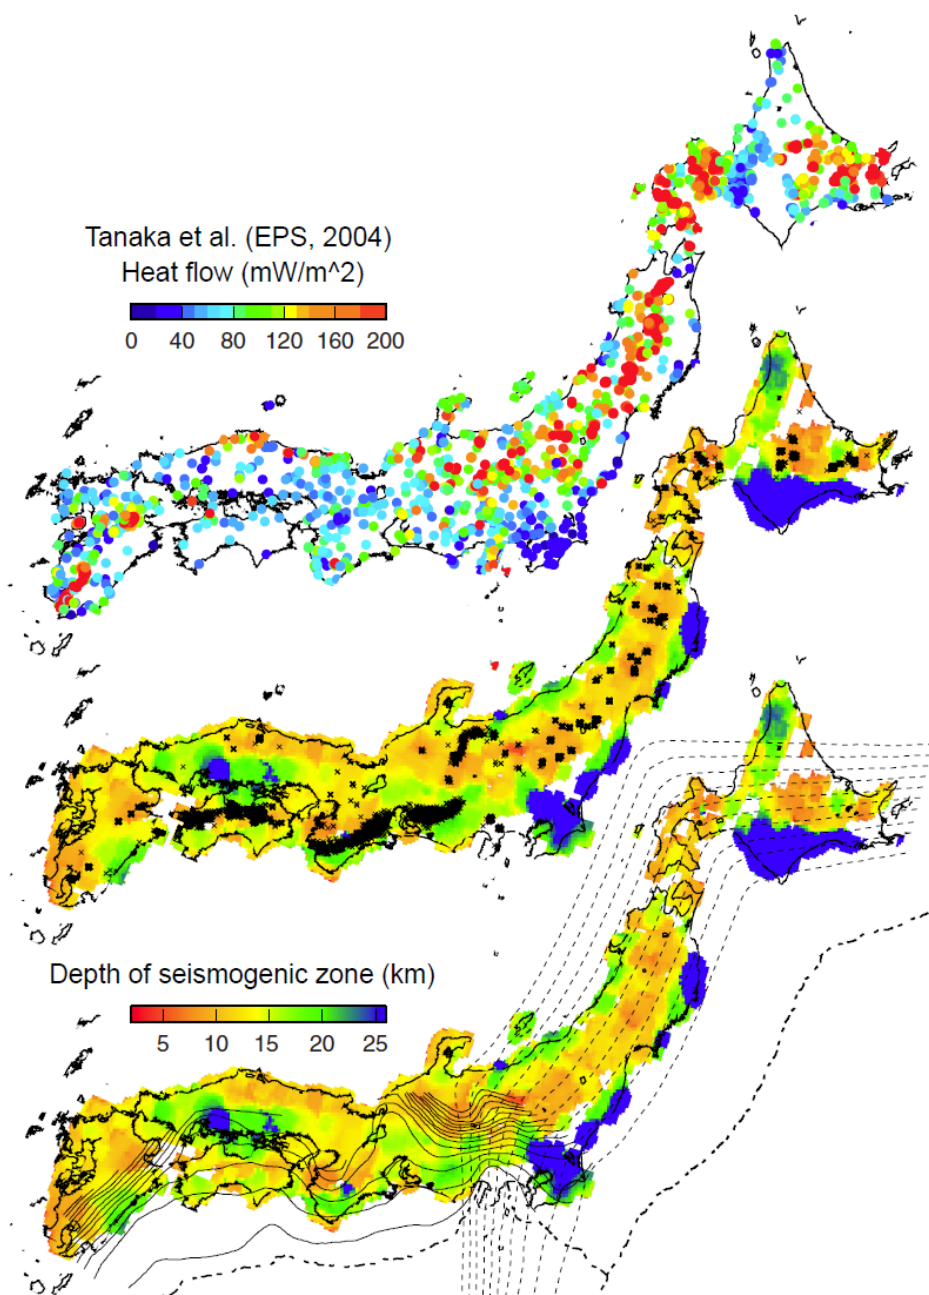 Tanaka et al. (EPS, 2004)
Heat flow (mW/m^2)
0 40 80 120 160 200
Depth of seismogenic zone (km)
5 10 15 20 25